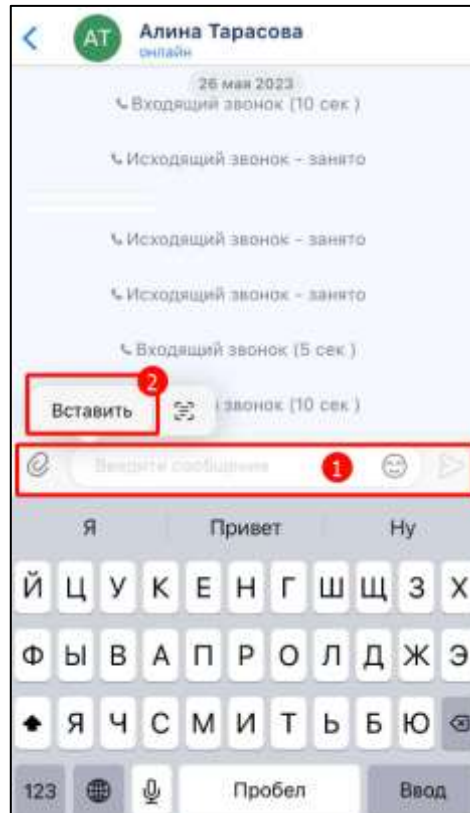 АТ Алина Тарасова
онлайн
26 мая 2023
Входящий звонок (10 сек )
Исходящий звонок - занято
Исходящий звонок - занято
Исходящий звонок - занято
Входящий звонок (5 сек )
звонок (10 сек )
2
Вставить
Введите сообщение 1
Я Привет Ну
Й Ц У К Е Н Г Ш Щ З Х
Ф Ы В А П Р О Л Д Ж Э
Я Ч С М И Т Ь Б Ю
123 Пробел Ввод